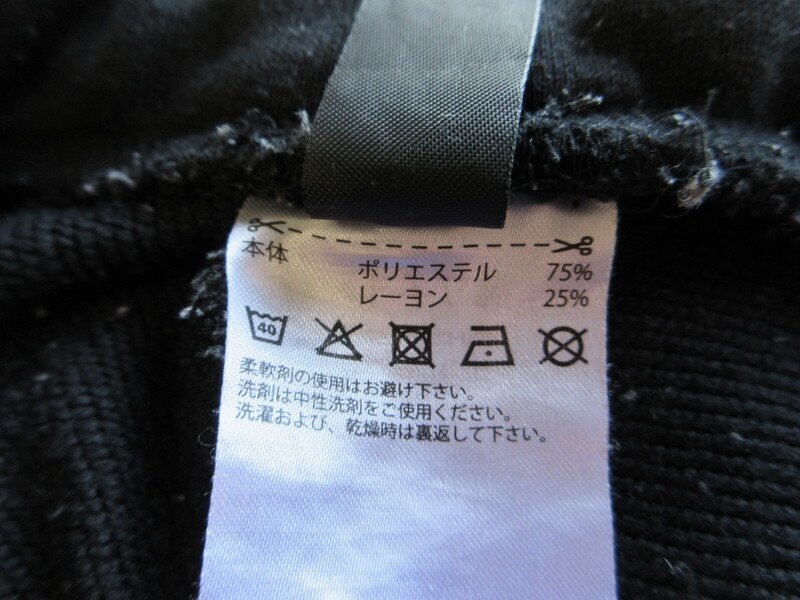 本体
ポリエステル 75%
レーヨン 25%
40
柔軟剤の使用はお避け下さい。
洗剤は中性洗剤をご使用ください。
洗濯および、乾燥時は裏返して下さい。